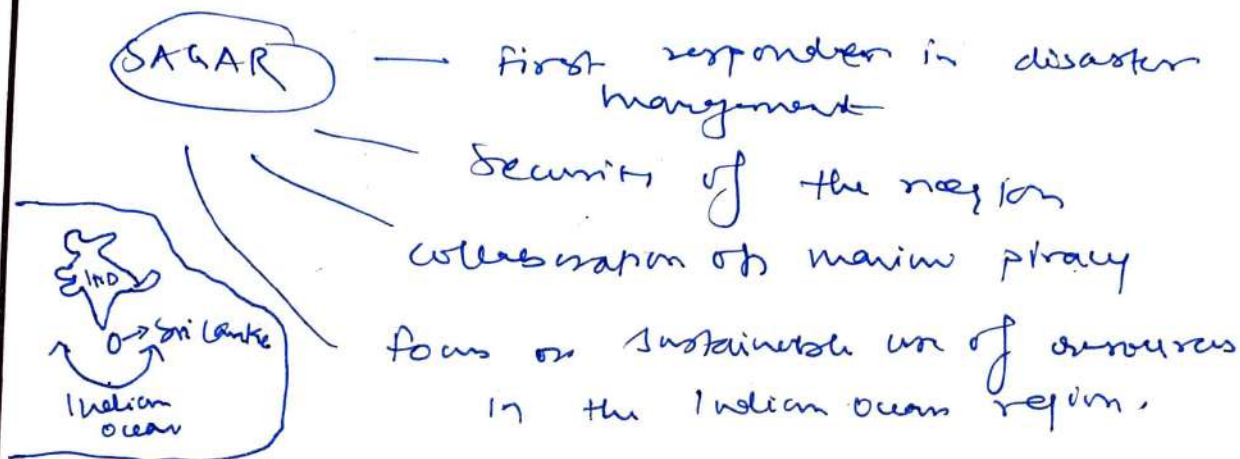 SAGAR — First responder in disaster
management
Security of the region
collaboration on marine piracy
focus on sustainable use of resources
in the Indian ocean region.
IND
O→ Sri Lanka
Indian
ocean